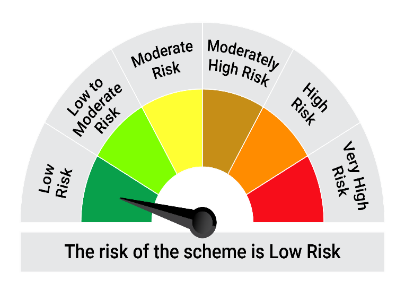 Low
Risk
Low to
Moderate
Risk
Moderate
Risk
Moderately
High Risk
High
Risk
Very High
Risk
The risk of the scheme is Low Risk